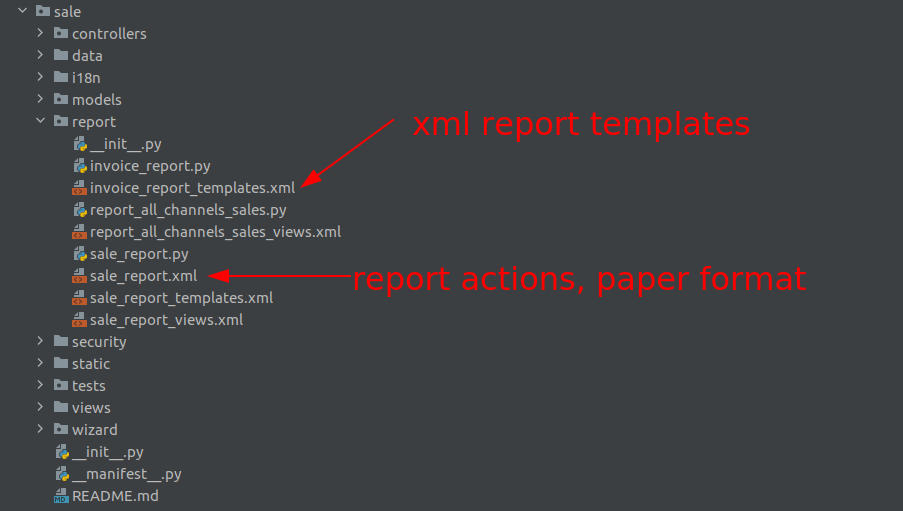 sale
controllers
data
i18n
models
report
xml report templates
__init__.py
invoice_report.py
invoice_report_templates.xml
report_all_channels_sales.py
report_all_channels_sales_views.xml
sale_report.py
sale_report.xml
report actions, paper format
sale_report_templates.xml
sale_report_views.xml
security
static
tests
views
wizard
__init__.py
__manifest__.py
MD README.md